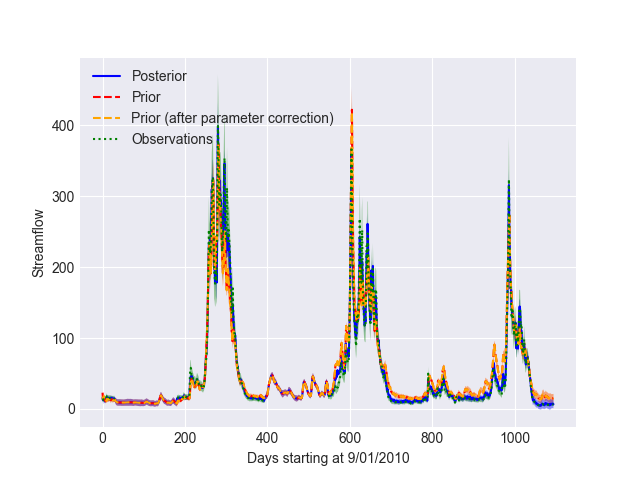 Posterior
Prior
Prior (after parameter correction)
Observations
400
300
200
100
0
Streamflow
0 200 400 600 800 1000
Days starting at 9/01/2010